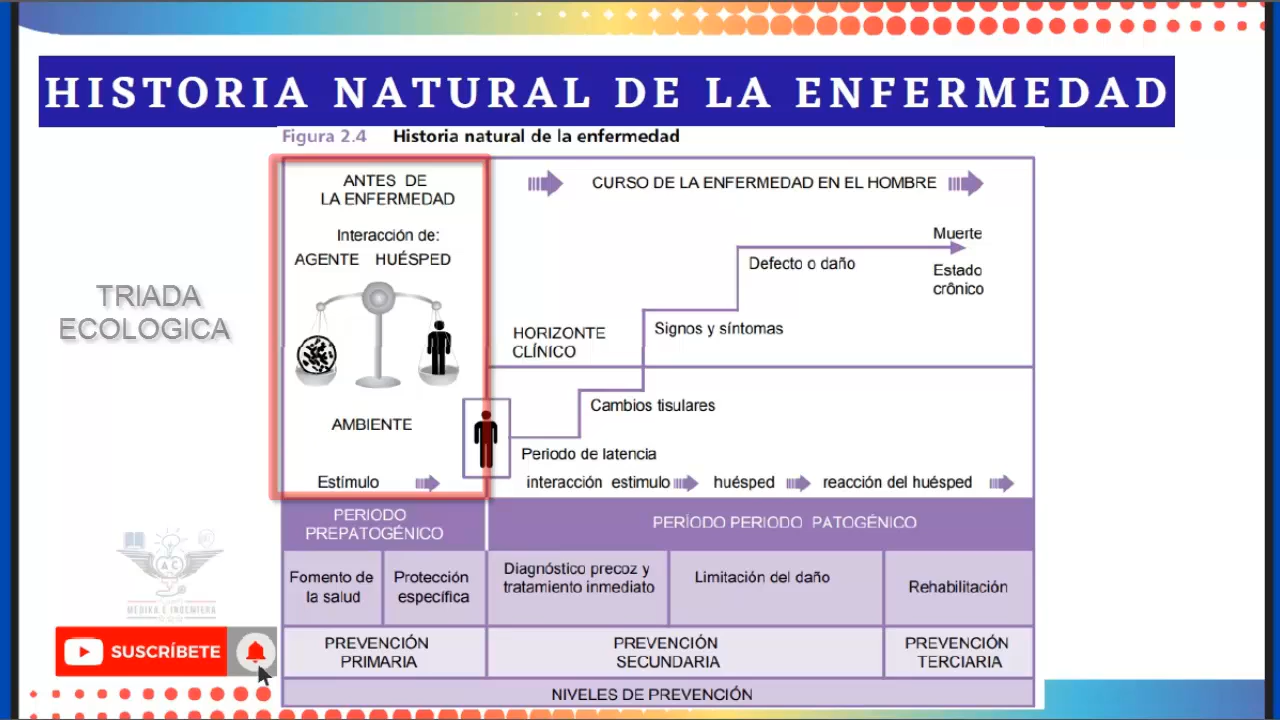 HISTORIA NATURAL DE LA ENFERMEDAD
Figura 2.4 Historia natural de la enfermedad
ANTES DE
LA ENFERMEDAD
Interacción de:
AGENTE HUÉSPED
AMBIENTE
Estímulo
TRIADA
ECOLOGICA
CURSO DE LA ENFERMEDAD EN EL HOMBRE
Muerte
Defecto o daño
Estado
crônico
Signos y síntomas
HORIZONTE
CLÍNICO
Cambios tisulares
Periodo de latencia
interacción estimulo huésped reacción del huésped
PERIODO
PREPATOGÉNICO
PERÍODO PERIODO PATOGÉNICO
Fomento de
la salud
Protección
específica
Diagnóstico precoz y
tratamiento inmediato
Limitación del daño
Rehabilitación
PREVENCIÓN
PRIMARIA
PREVENCIÓN
SECUNDARIA
PREVENCIÓN
TERCIARIA
NIVELES DE PREVENCIÓN
AC
MEDIKA E INGENIERA
SUSCRÍBETE